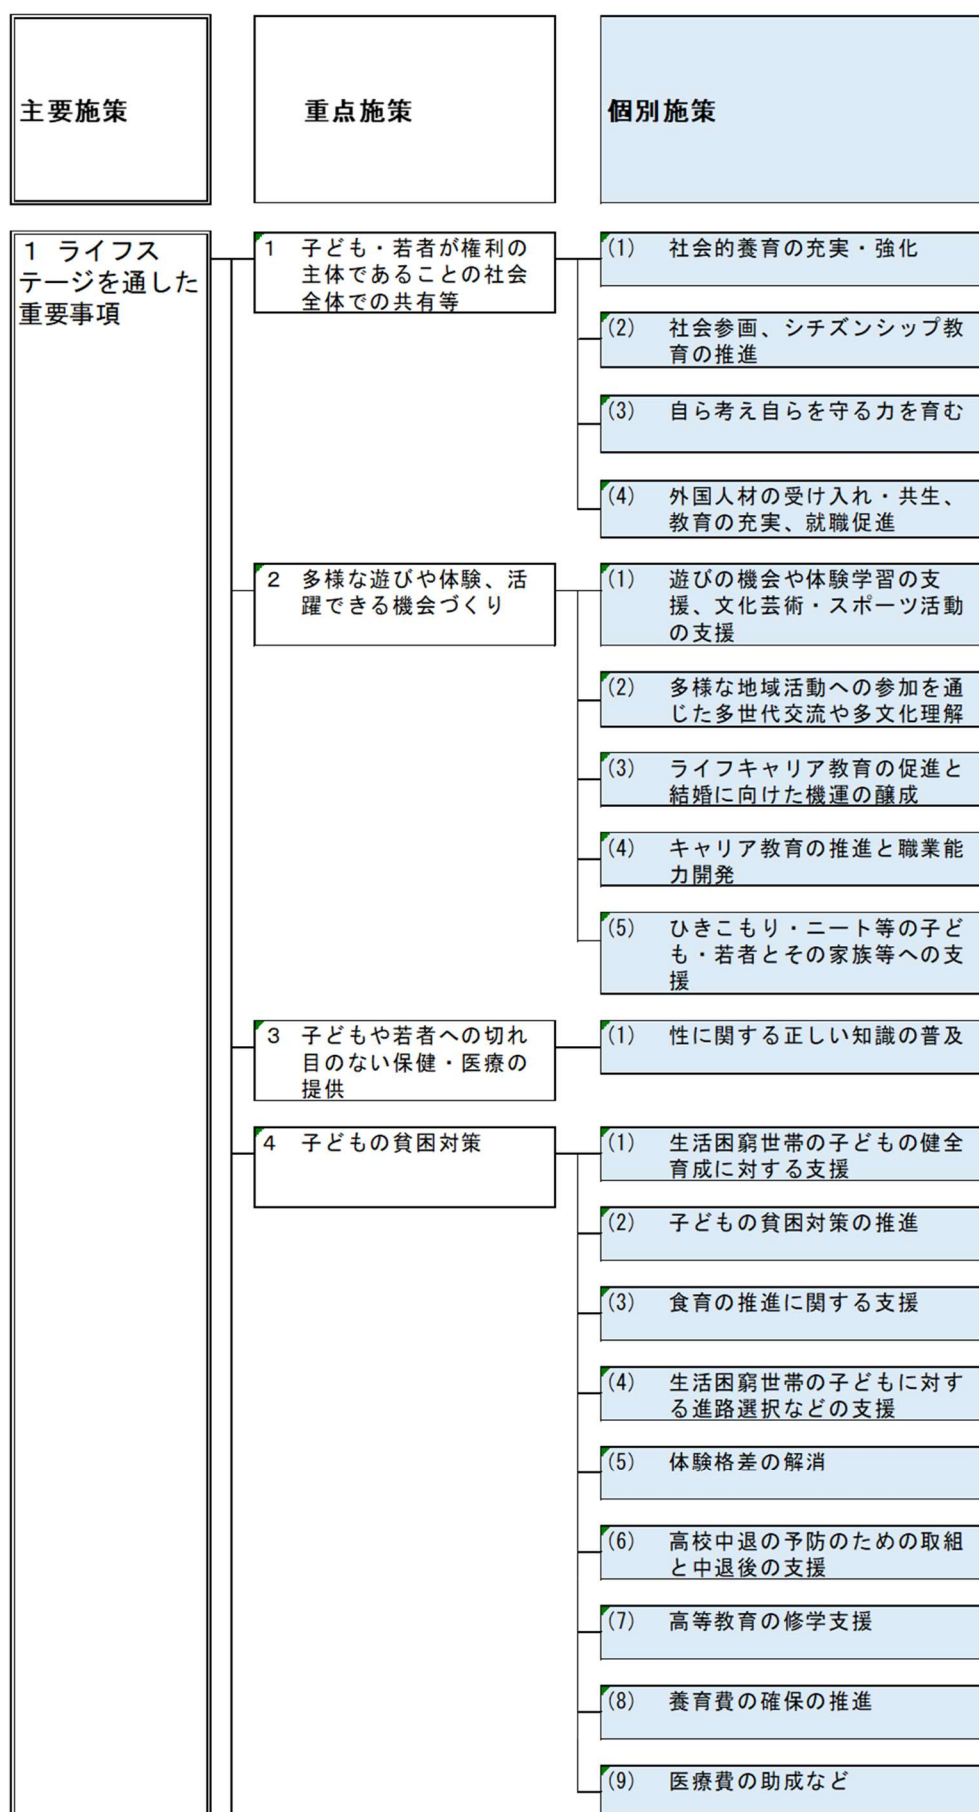 主要施策
重点施策
個別施策
1 ライフス
テージを通した
重要事項
1 子ども・若者が権利の
主体であることの社会
全体での共有等
(1) 社会的養育の充実・強化
(2) 社会参画、シチズンシップ教
育の推進
(3) 自ら考え自らを守る力を育む
(4) 外国人材の受け入れ・共生、
教育の充実、就職促進
2 多様な遊びや体験、活
躍できる機会づくり
(1) 遊びの機会や体験学習の支
援、文化芸術・スポーツ活動
の支援
(2) 多様な地域活動への参加を通
じた多世代交流や多文化理解
(3) ライフキャリア教育の促進と
結婚に向けた機運の醸成
(4) キャリア教育の推進と職業能
力開発
(5) ひきこもり・ニート等の子ど
も・若者とその家族等への支
援
3 子どもや若者への切れ
目のない保健・医療の
提供
(1) 性に関する正しい知識の普及
4 子どもの貧困対策
(1) 生活困窮世帯の子どもの健全
育成に対する支援
(2) 子どもの貧困対策の推進
(3) 食育の推進に関する支援
(4) 生活困窮世帯の子どもに対す
る進路選択などの支援
(5) 体験格差の解消
(6) 高校中退の予防のための取組
と中退後の支援
(7) 高等教育の修学支援
(8) 養育費の確保の推進
(9) 医療費の助成など